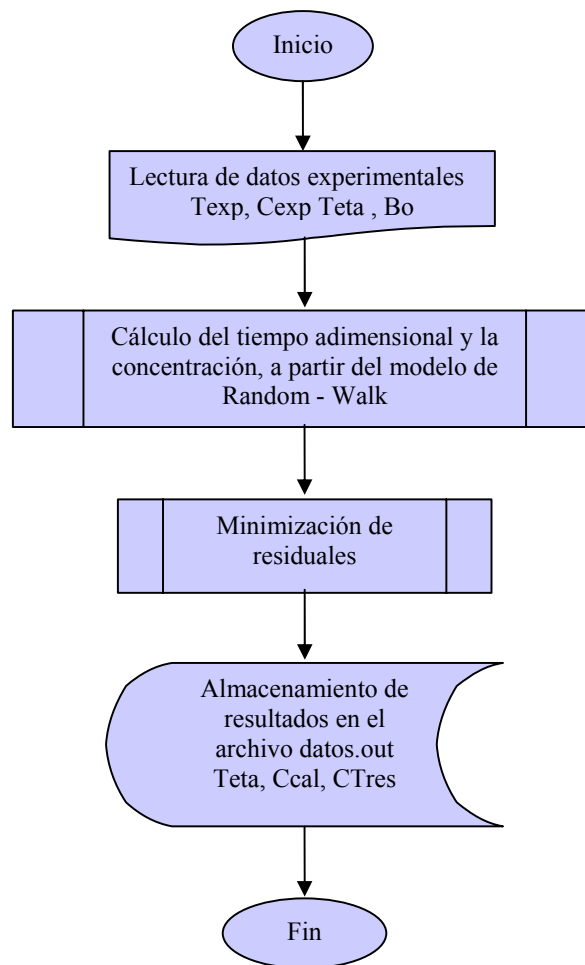 Inicio
Lectura de datos experimentales
Texp, Cexp Teta , Bo
Cálculo del tiempo adimensional y la
concentración, a partir del modelo de
Random - Walk
Minimización de
residuales
Almacenamiento de
resultados en el
archivo datos.out
Teta, Ccal, CTres
Fin